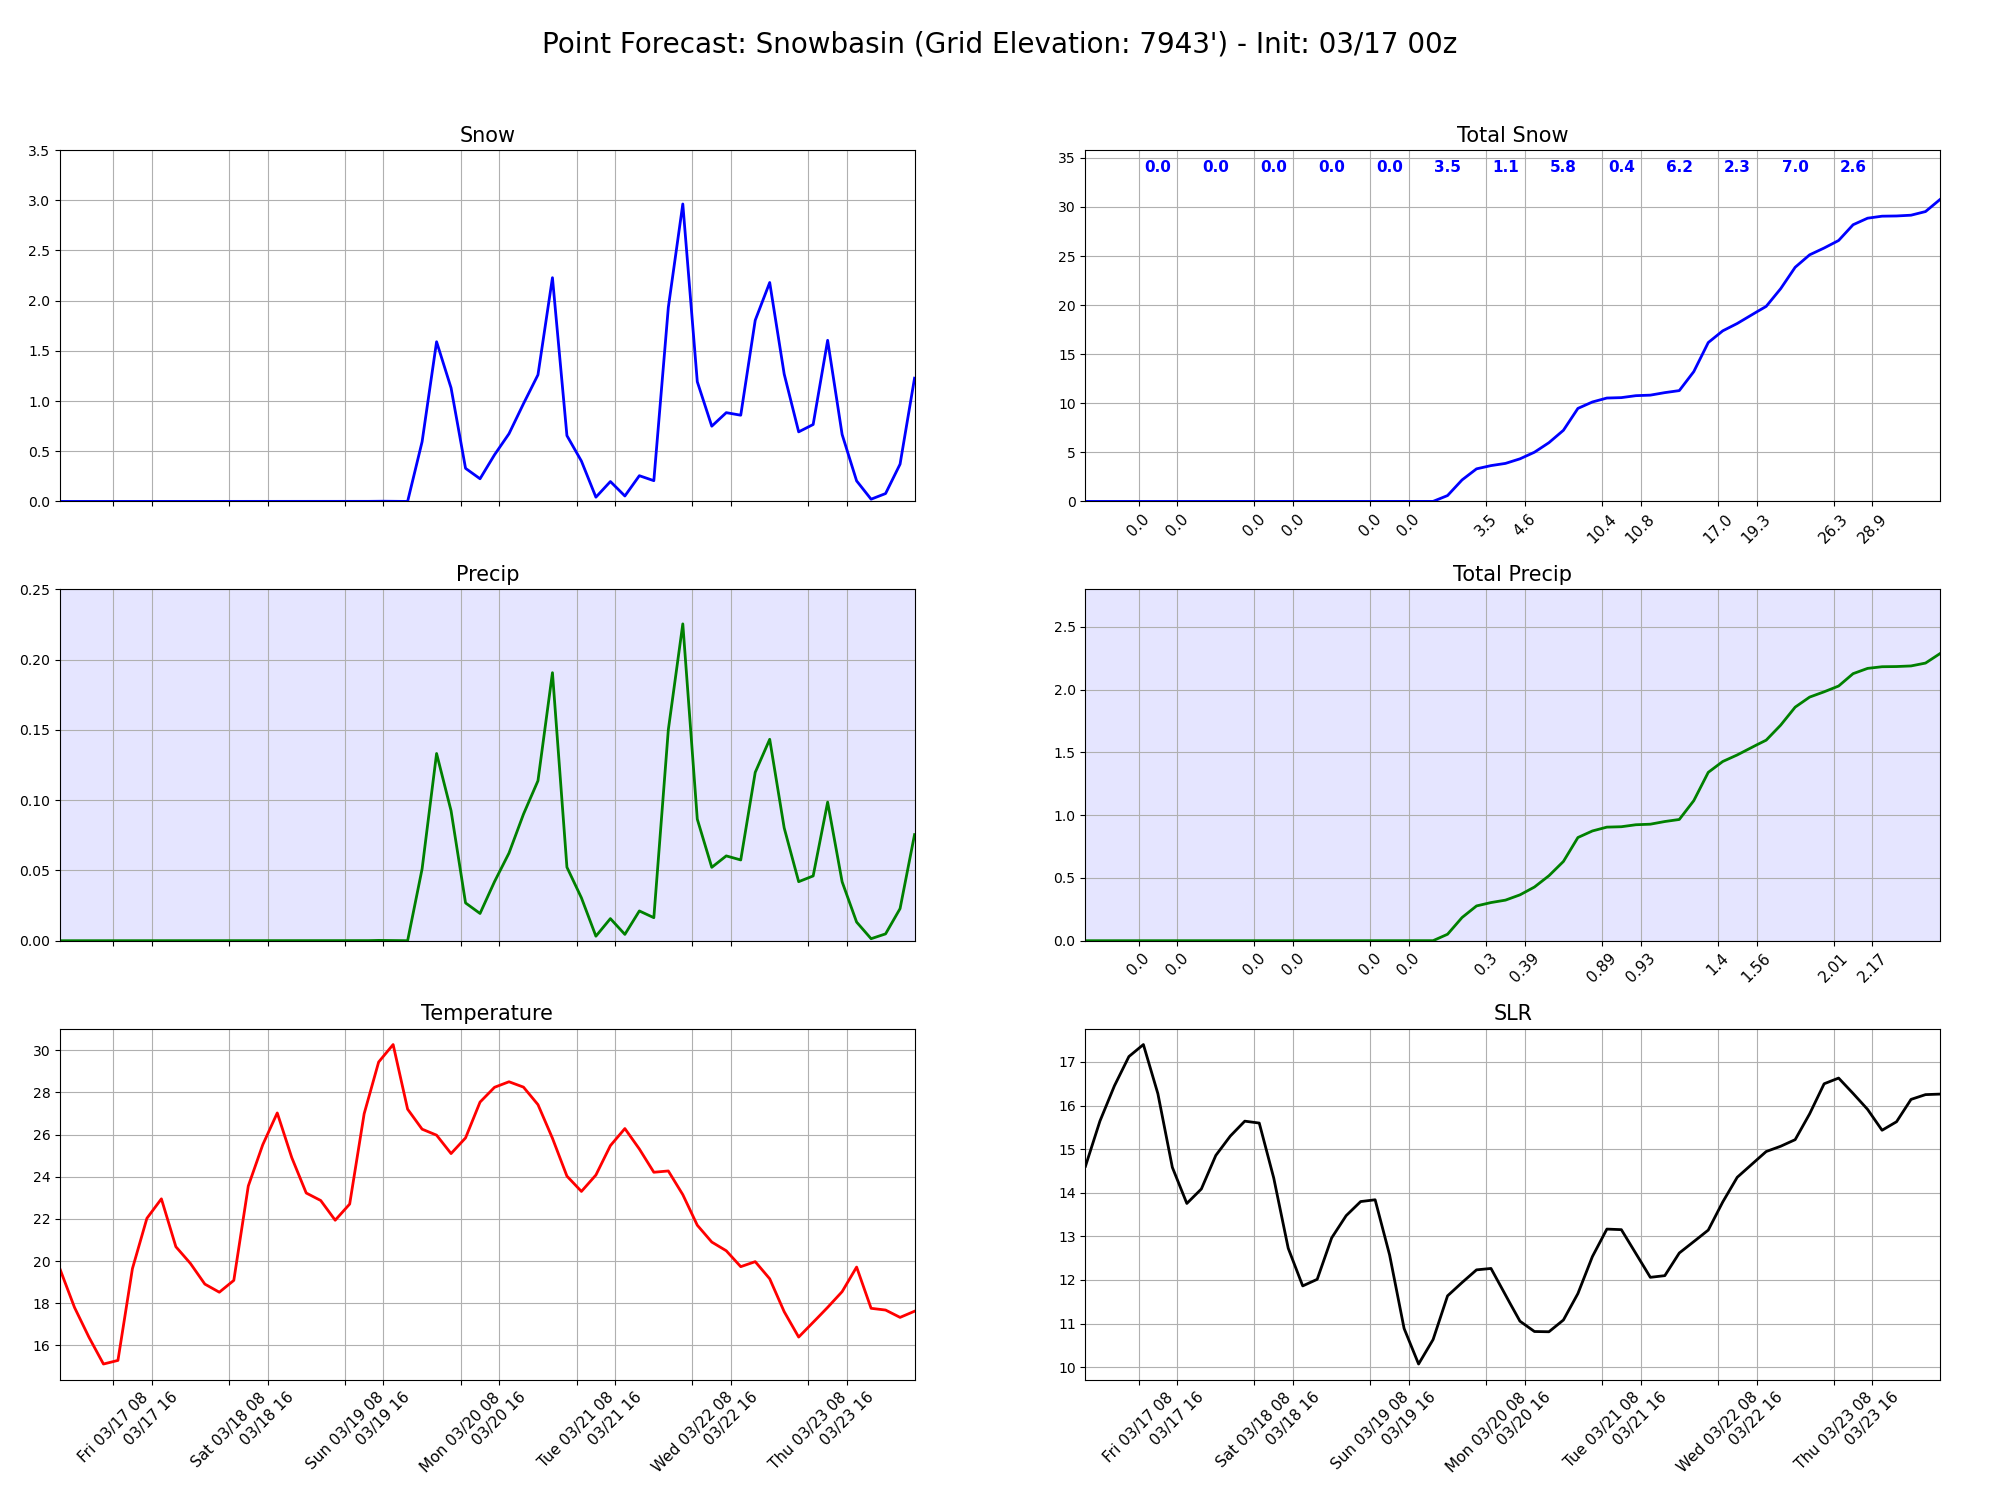 Point Forecast: Snowbasin (Grid Elevation: 7943') - Init: 03/17 00z
Snow
3.5
3.0
2.5
2.0
1.5
1.0
0.5
0.0
Total Snow
0.0 0.0 0.0 0.0 0.0 3.5 1.1 5.8 0.4 6.2 2.3 7.0 2.6
35
30
25
20
15
10
5
0
0.0 0.0 0.0 0.0 0.0 0.0 3.5 4.6 10.4 10.8 17.0 19.3 26.3 28.9
Precip
0.25
0.20
0.15
0.10
0.05
0.00
Total Precip
2.5
2.0
1.5
1.0
0.5
0.0
0.0 0.0 0.0 0.0 0.0 0.0 0.3 0.39 0.89 0.93 1.4 1.56 2.01 2.17
Temperature
30
28
26
24
22
20
18
16
Fri 03/17 08
03/17 16
Sat 03/18 08
03/18 16
Sun 03/19 08
03/19 16
Mon 03/20 08
03/20 16
Tue 03/21 08
03/21 16
Wed 03/22 08
03/22 16
Thu 03/23 08
03/23 16
SLR
17
16
15
14
13
12
11
10
Fri 03/17 08
03/17 16
Sat 03/18 08
03/18 16
Sun 03/19 08
03/19 16
Mon 03/20 08
03/20 16
Tue 03/21 08
03/21 16
Wed 03/22 08
03/22 16
Thu 03/23 08
03/23 16